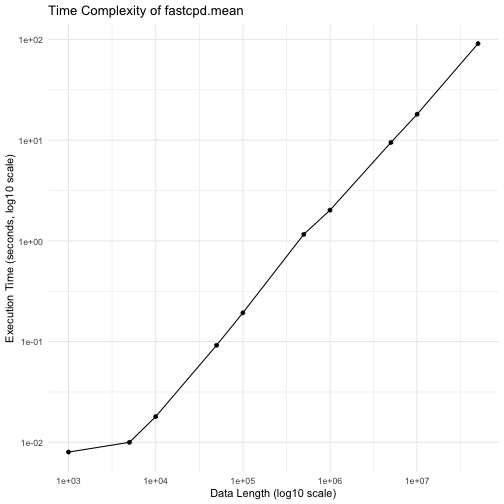 Time Complexity of fastcpd.mean
1e+02
1e+01
1e+00
1e-01
1e-02
Execution Time (seconds, log10 scale)
1e+03 1e+04 1e+05 1e+06 1e+07
Data Length (log10 scale)